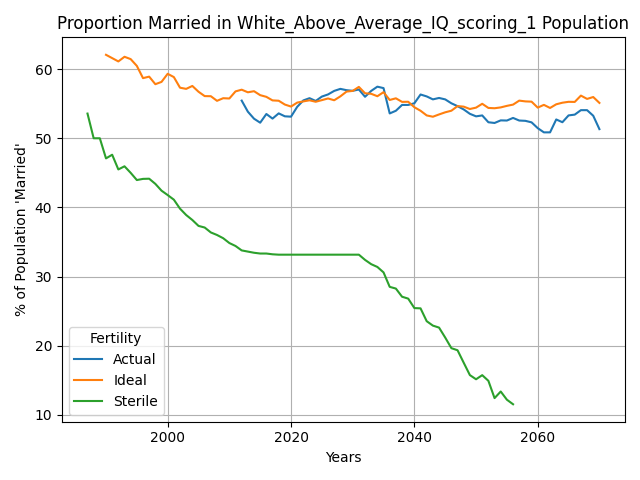 Proportion Married in White_Above_Average_IQ_scoring_1 Population
% of Population 'Married'
60
50
40
30
20
10
Fertility
Actual
Ideal
Sterile
2000
2020
2040
2060
Years